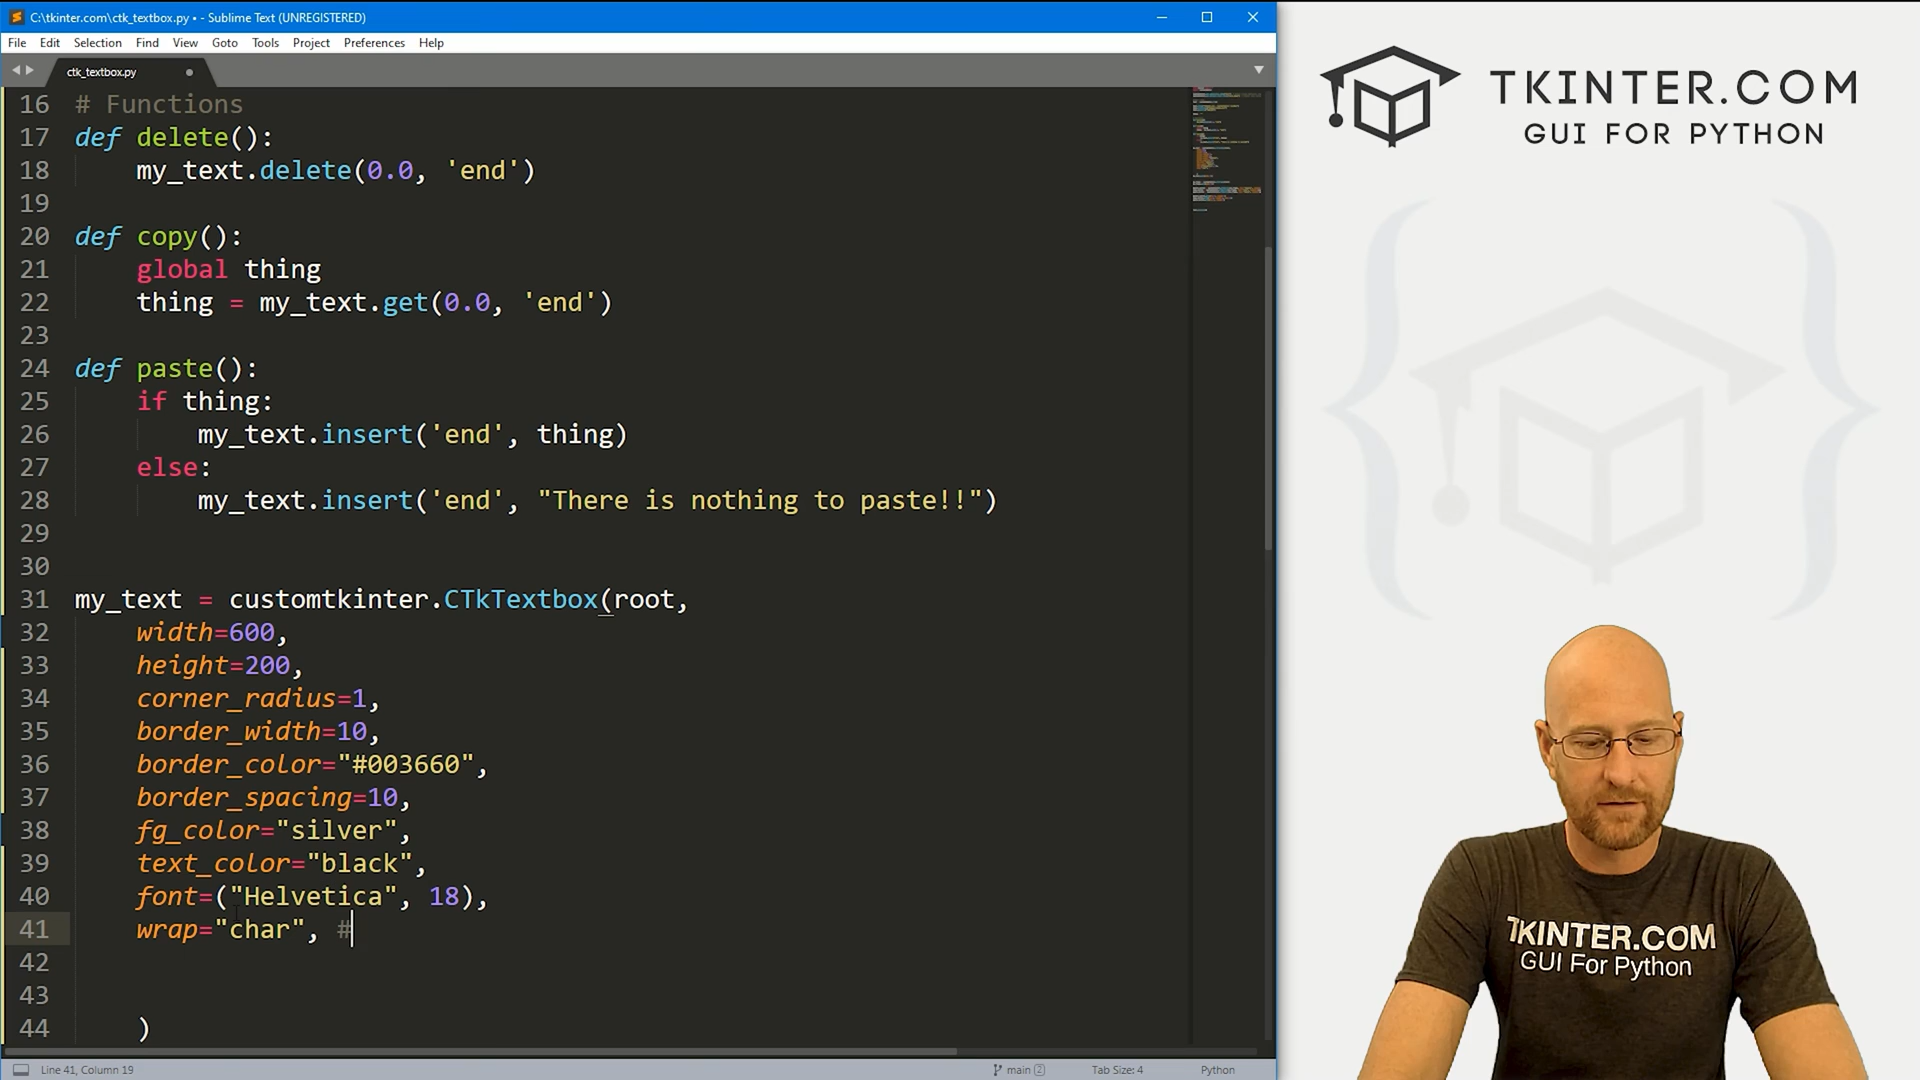 C:\tkinter.com\ctk_textbox.py • - Sublime Text (UNREGISTERED)
File Edit Selection Find View Goto Tools Project Preferences Help
ctk_textbox.py
16 # Functions
17 def delete():
18     my_text.delete(0.0, 'end')
19
20 def copy():
21     global thing
22     thing = my_text.get(0.0, 'end')
23
24 def paste():
25     if thing:
26         my_text.insert('end', thing)
27     else:
28         my_text.insert('end', "There is nothing to paste!!")
29
30
31 my_text = customtkinter.CTkTextbox(root,
32     width=600,
33     height=200,
34     corner_radius=1,
35     border_width=10,
36     border_color="#003660",
37     border_spacing=10,
38     fg_color="silver",
39     text_color="black",
40     font=("Helvetica", 18),
41     wrap="char", #
42
43
44     )
Line 41, Column 19
main 2
Tab Size: 4
Python
TKINTER.COM
GUI FOR PYTHON
TKINTER.COM
GUI For Python